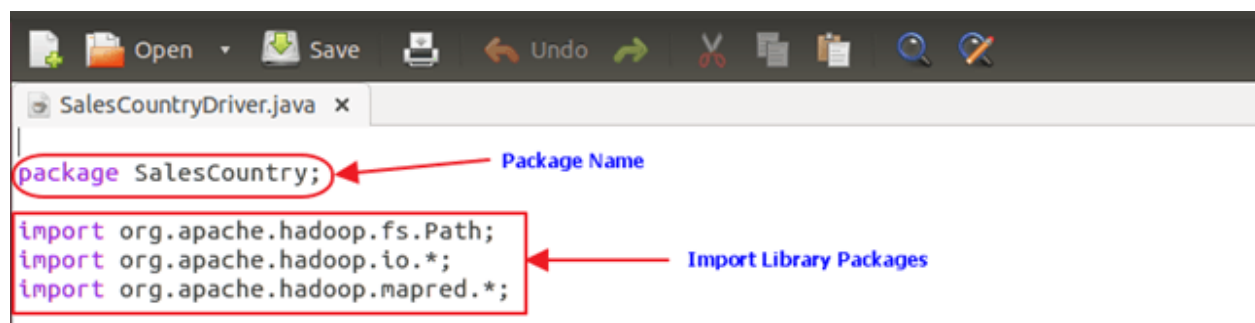 Open Save Undo
SalesCountryDriver.java ×
package SalesCountry;
Package Name
import org.apache.hadoop.fs.Path;
import org.apache.hadoop.io.*;
import org.apache.hadoop.mapred.*;
Import Library Packages